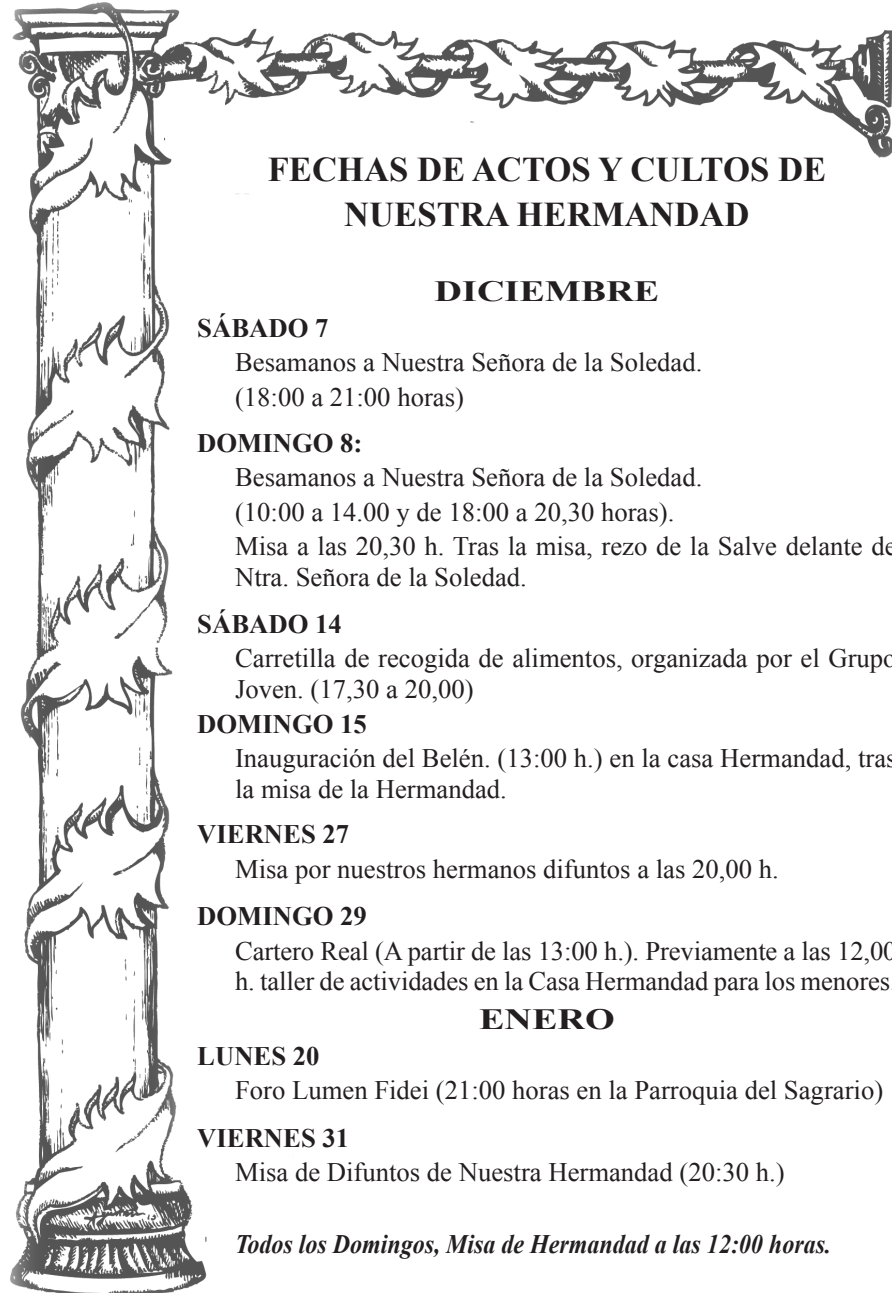 FECHAS DE ACTOS Y CULTOS DE
NUESTRA HERMANDAD
DICIEMBRE
SÁBADO 7
Besamanos a Nuestra Señora de la Soledad.
(18:00 a 21:00 horas)
DOMINGO 8:
Besamanos a Nuestra Señora de la Soledad.
(10:00 a 14.00 y de 18:00 a 20,30 horas).
Misa a las 20,30 h. Tras la misa, rezo de la Salve delante de
Ntra. Señora de la Soledad.
SÁBADO 14
Carretilla de recogida de alimentos, organizada por el Grupo
Joven. (17,30 a 20,00)
DOMINGO 15
Inauguración del Belén. (13:00 h.) en la casa Hermandad, tras
la misa de la Hermandad.
VIERNES 27
Misa por nuestros hermanos difuntos a las 20,00 h.
DOMINGO 29
Cartero Real (A partir de las 13:00 h.). Previamente a las 12,00
h. taller de actividades en la Casa Hermandad para los menores.
ENERO
LUNES 20
Foro Lumen Fidei (21:00 horas en la Parroquia del Sagrario)
VIERNES 31
Misa de Difuntos de Nuestra Hermandad (20:30 h.)
Todos los Domingos, Misa de Hermandad a las 12:00 horas.